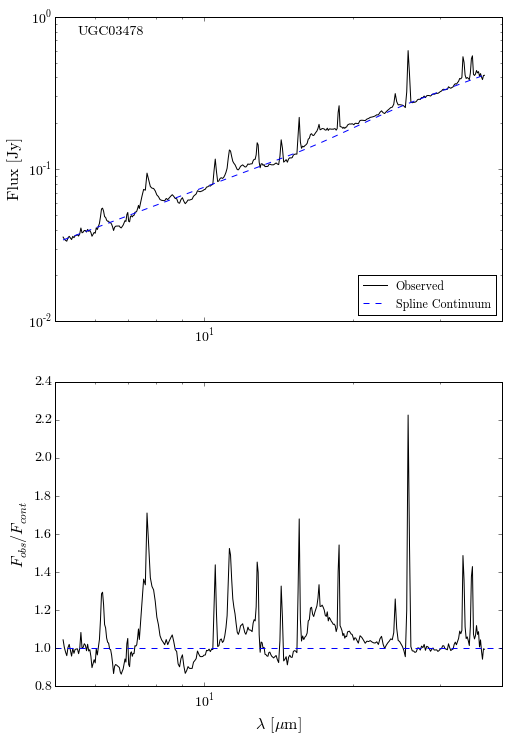 10^0
UGC03478
Flux [Jy]
10^-1
Observed
Spline Continuum
10^-2
10^1
2.4
2.2
2.0
1.8
1.6
F_obs/F_cont
1.4
1.2
1.0
0.8
10^1
λ [μm]